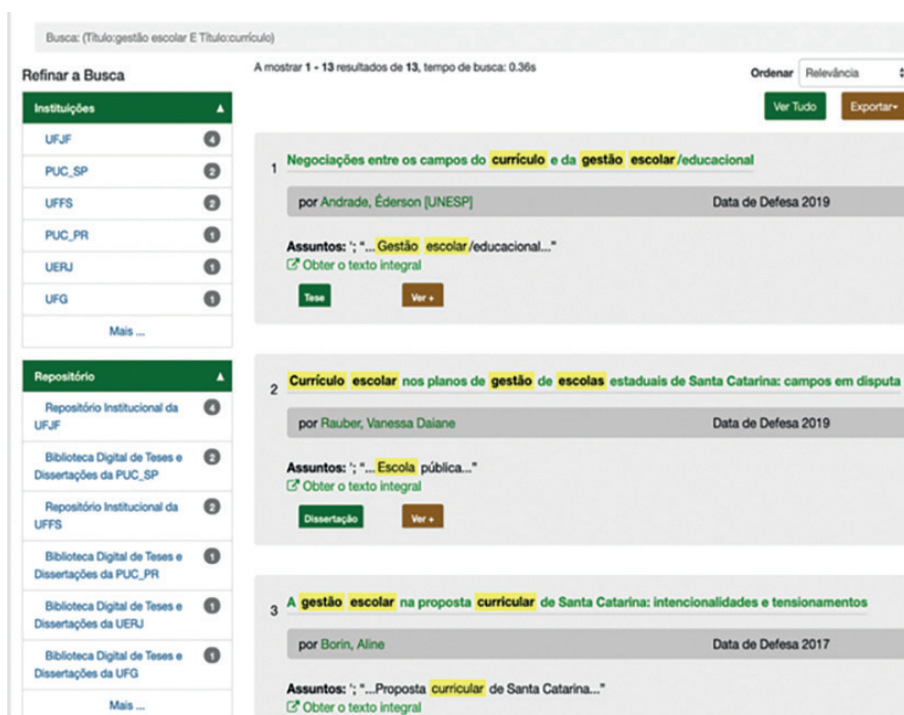 Busca: (Título:gestão escolar E Título:currículo)
Refinar a Busca
Instituições
UFJF 4
PUC_SP 2
UFFS 2
PUC_PR 1
UERJ 1
UFG 1
Mais ...
Repositório
Repositório Institucional da
UFJF 4
Biblioteca Digital de Teses e
Dissertações da PUC_SP 2
Repositório Institucional da
UFFS 2
Biblioteca Digital de Teses e
Dissertações da PUC_PR 1
Biblioteca Digital de Teses e
Dissertações da UERJ 1
Biblioteca Digital de Teses e
Dissertações da UFG 1
Mais ...
A mostrar 1 - 13 resultados de 13, tempo de busca: 0.36s
Ordenar Relevância
Ver Tudo Exportar
1 Negociações entre os campos do currículo e da gestão escolar/educacional
por Andrade, Éderson [UNESP] Data de Defesa 2019
Assuntos: '; "...Gestão escolar/educacional..."
Obter o texto integral
Tese Ver +
2 Currículo escolar nos planos de gestão de escolas estaduais de Santa Catarina: campos em disputa
por Rauber, Vanessa Daiane Data de Defesa 2019
Assuntos: '; "...Escola pública..."
Obter o texto integral
Dissertação Ver +
3 A gestão escolar na proposta curricular de Santa Catarina: intencionalidades e tensionamentos
por Borin, Aline Data de Defesa 2017
Assuntos: '; "...Proposta curricular de Santa Catarina..."
Obter o texto integral